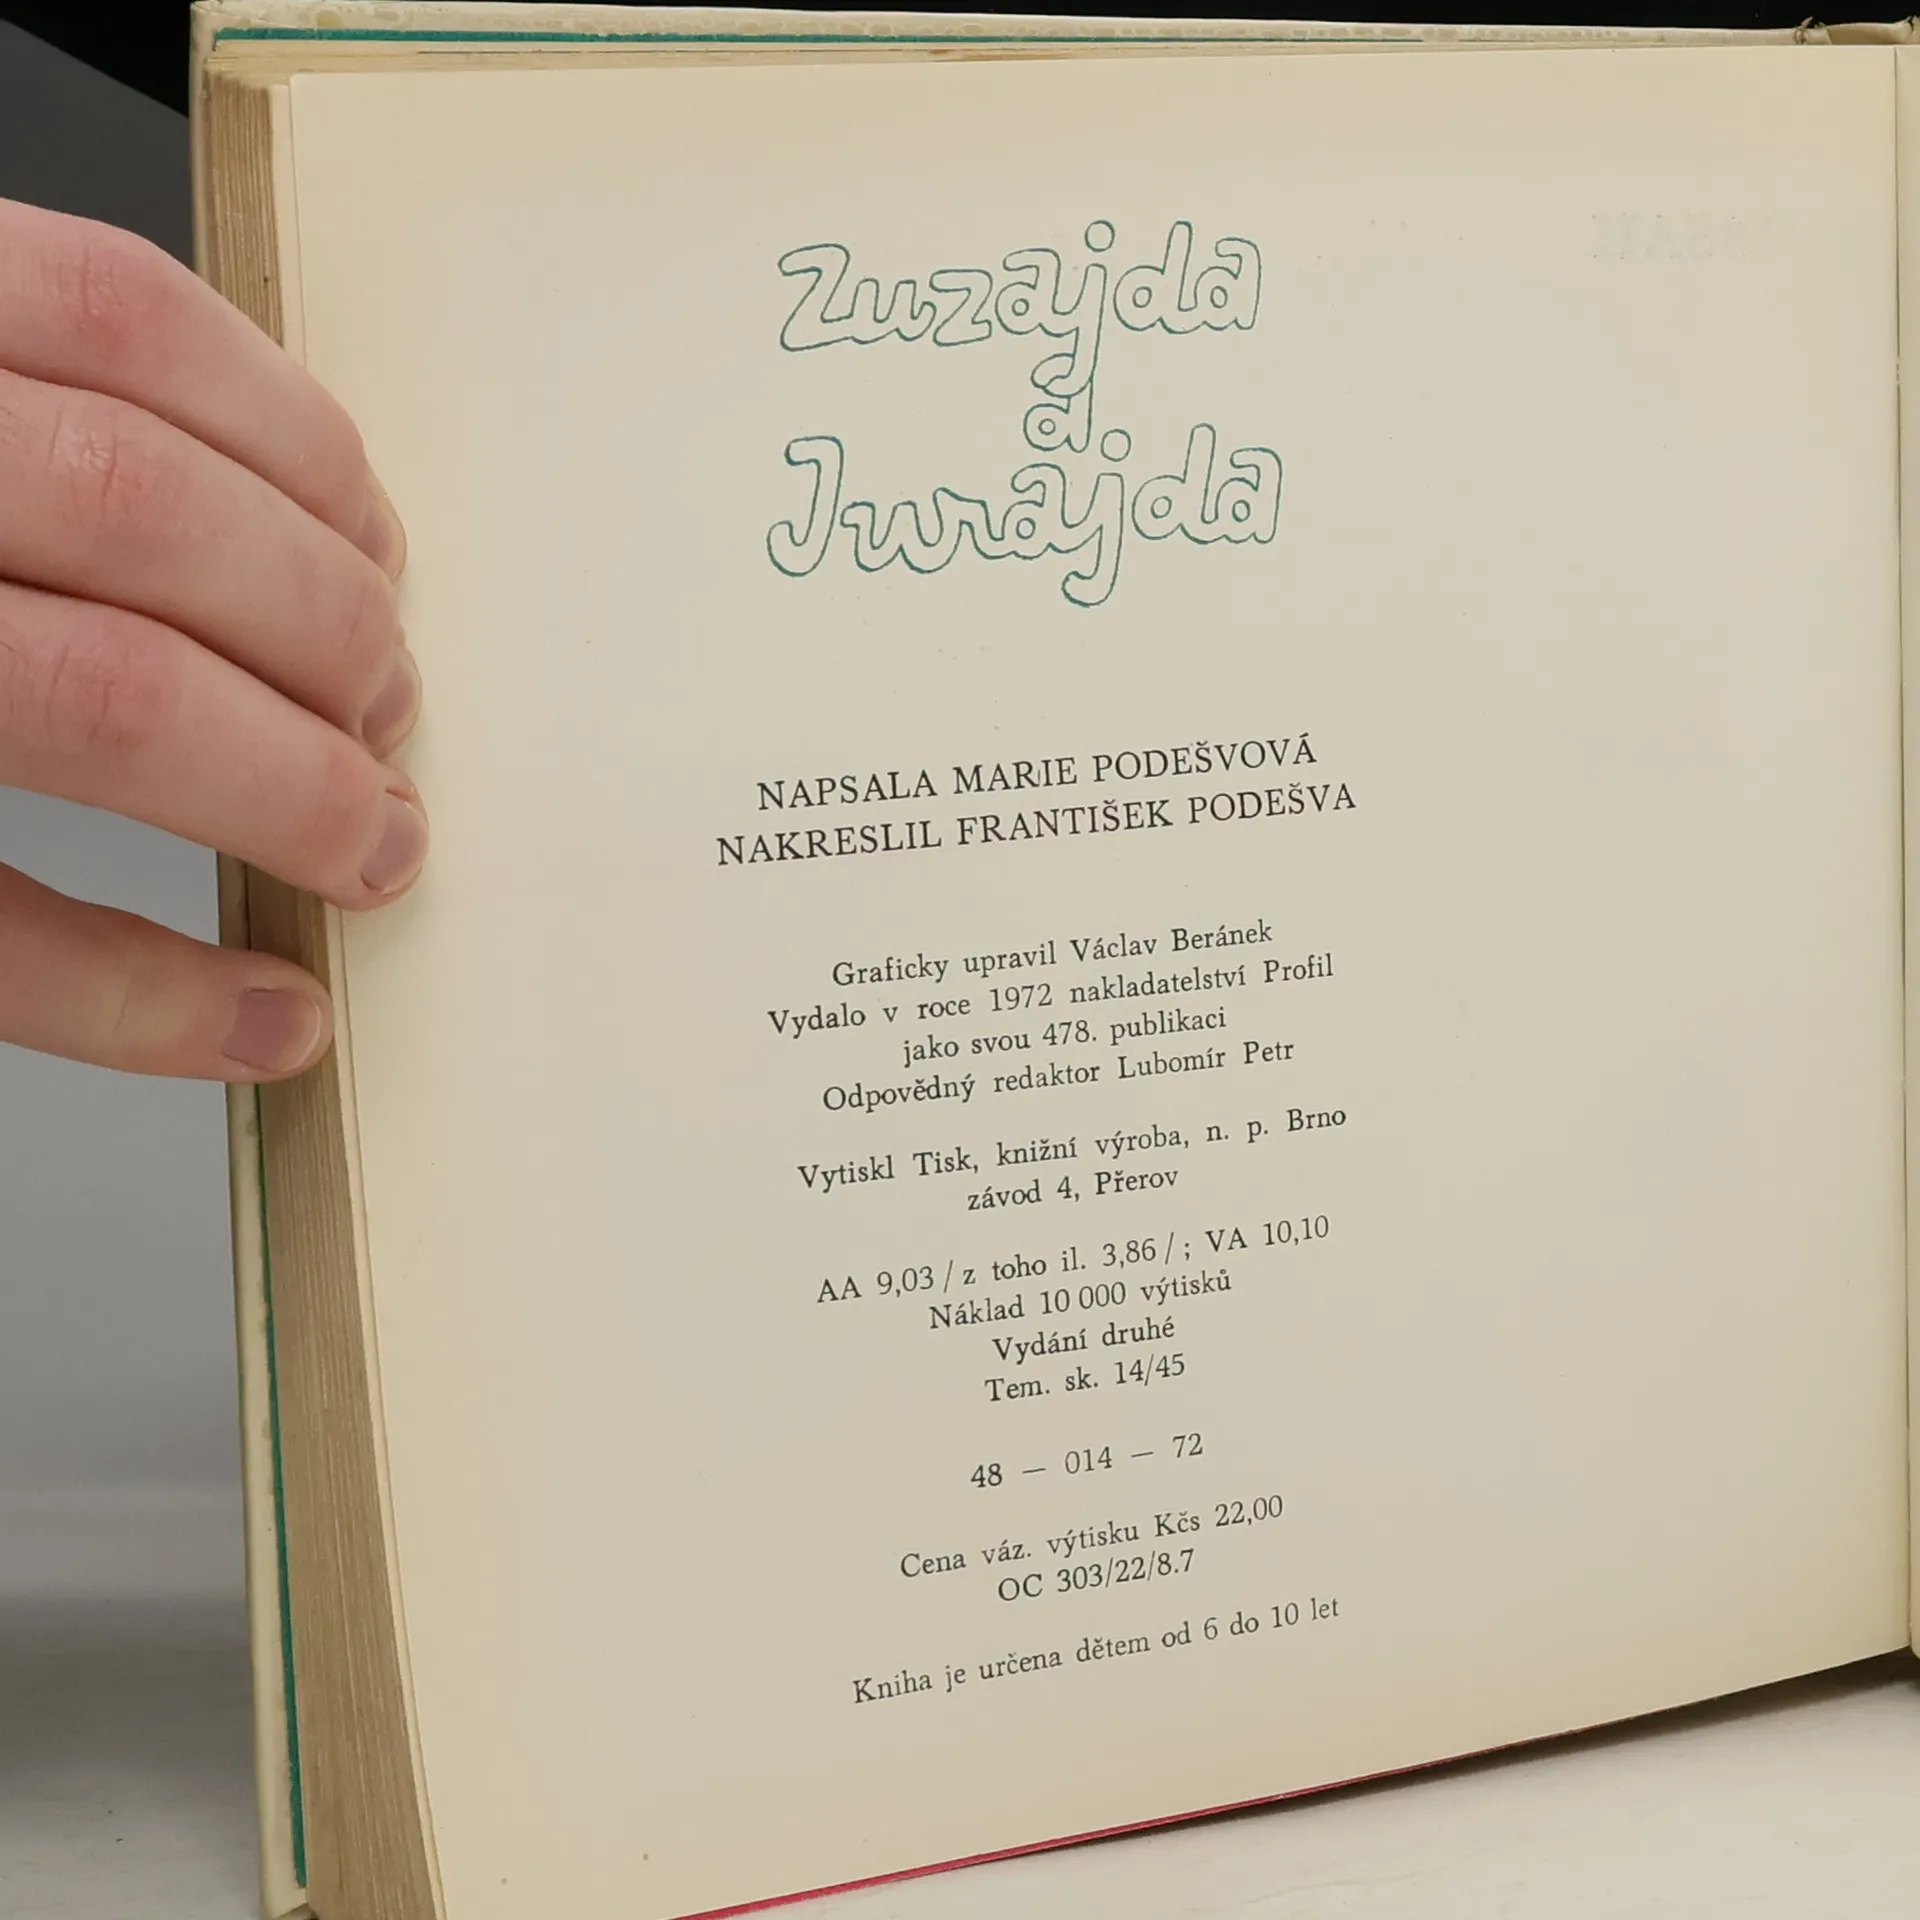 Zuzajda
a
Jurajda
NAPSALA MARIE PODEŠVOVÁ
NAKRESLIL FRANTIŠEK PODEŠVA
Graficky upravil Václav Beránek
Vydalo v roce 1972 nakladatelství Profil
jako svou 478. publikaci
Odpovědný redaktor Lubomír Petr
Vytiskl Tisk, knižní výroba, n. p. Brno
závod 4, Přerov
AA 9,03 / z toho il. 3,86 / ; VA 10,10
Náklad 10 000 výtisků
Vydání druhé
Tem. sk. 14/45
48 — 014 — 72
Cena váz. výtisku Kčs 22,00
OC 303/22/8.7
Kniha je určena dětem od 6 do 10 let